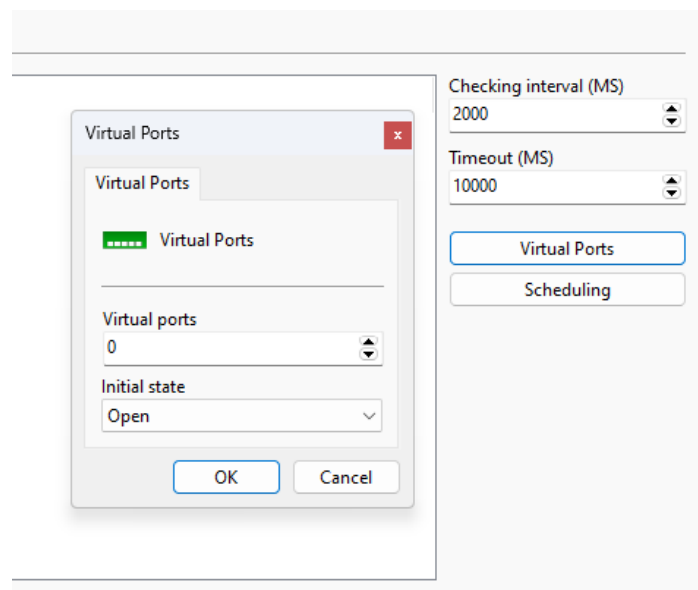 Checking interval (MS)
2000
Timeout (MS)
10000
Virtual Ports
Scheduling
Virtual Ports
x
Virtual Ports
Virtual Ports
Virtual ports
0
Initial state
Open
OK
Cancel